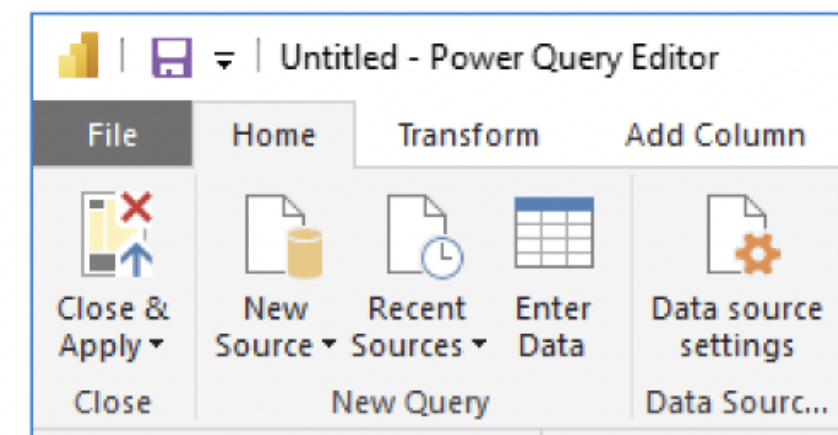 Untitled - Power Query Editor
File Home Transform Add Column
Close & Apply
New Source
Recent Sources
Enter Data
Data source settings
Close New Query Data Sourc...